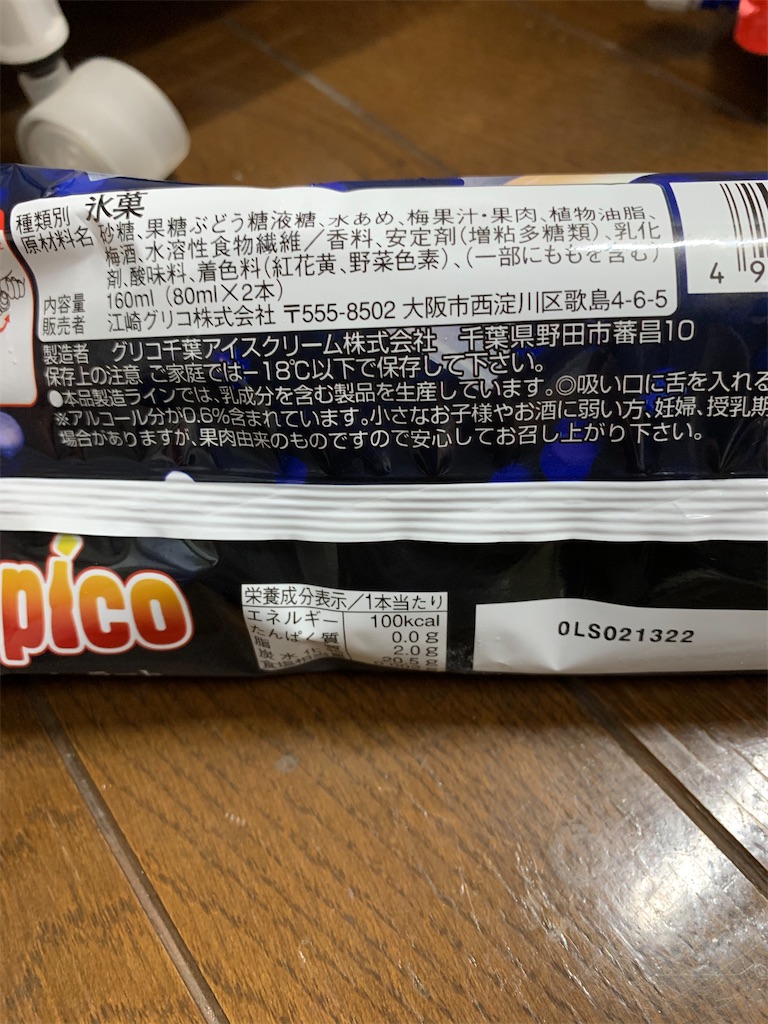 種類別 氷菓
原材料名 砂糖、果糖ぶどう糖液糖、水あめ、梅果汁・果肉、植物油脂、
梅酒、水溶性食物繊維／香料、安定剤(増粘多糖類)、乳化
剤、酸味料、着色料(紅花黄、野菜色素)、(一部にももを含む)
内容量 160ml (80ml×2本)
販売者 江崎グリコ株式会社 〒555-8502 大阪市西淀川区歌島4-6-5
4 9
製造者 グリコ千葉アイスクリーム株式会社 千葉県野田市蕃昌10
保存上の注意 ご家庭では-18℃以下で保存して下さい。
●本品製造ラインでは、乳成分を含む製品を生産しています。◎吸い口に舌を入れる
※アルコール分が0.6%含まれています。小さなお子様やお酒に弱い方、妊婦、授乳期
場合がありますが、果肉由来のものですので安心してお召し上がり下さい。
pico
栄養成分表示／1本当たり
エネルギー 100kcal
たんぱく質 0.0g
脂 2.0g
炭水 20.5g
0LS021322